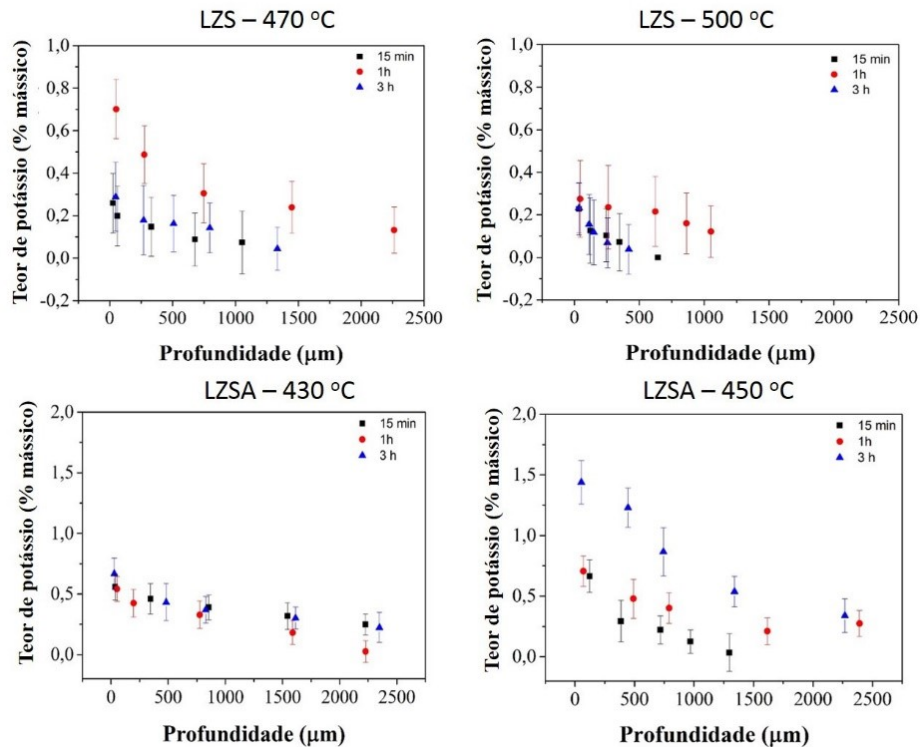 LZS – 470 ºC
Teor de potássio (% mássico)
1,0
0,8
0,6
0,4
0,2
0,0
-0,2
15 min
1h
3 h
0 500 1000 1500 2000 2500
Profundidade (μm)
LZS – 500 ºC
Teor de potássio (% mássico)
1,0
0,8
0,6
0,4
0,2
0,0
-0,2
15 min
1h
3 h
0 500 1000 1500 2000 2500
Profundidade (μm)
LZSA – 430 ºC
Teor de potássio (% mássico)
2,0
1,5
1,0
0,5
0,0
15 min
1h
3 h
0 500 1000 1500 2000 2500
Profundidade (μm)
LZSA – 450 ºC
Teor de potássio (% mássico)
2,0
1,5
1,0
0,5
0,0
15 min
1h
3 h
0 500 1000 1500 2000 2500
Profundidade (μm)